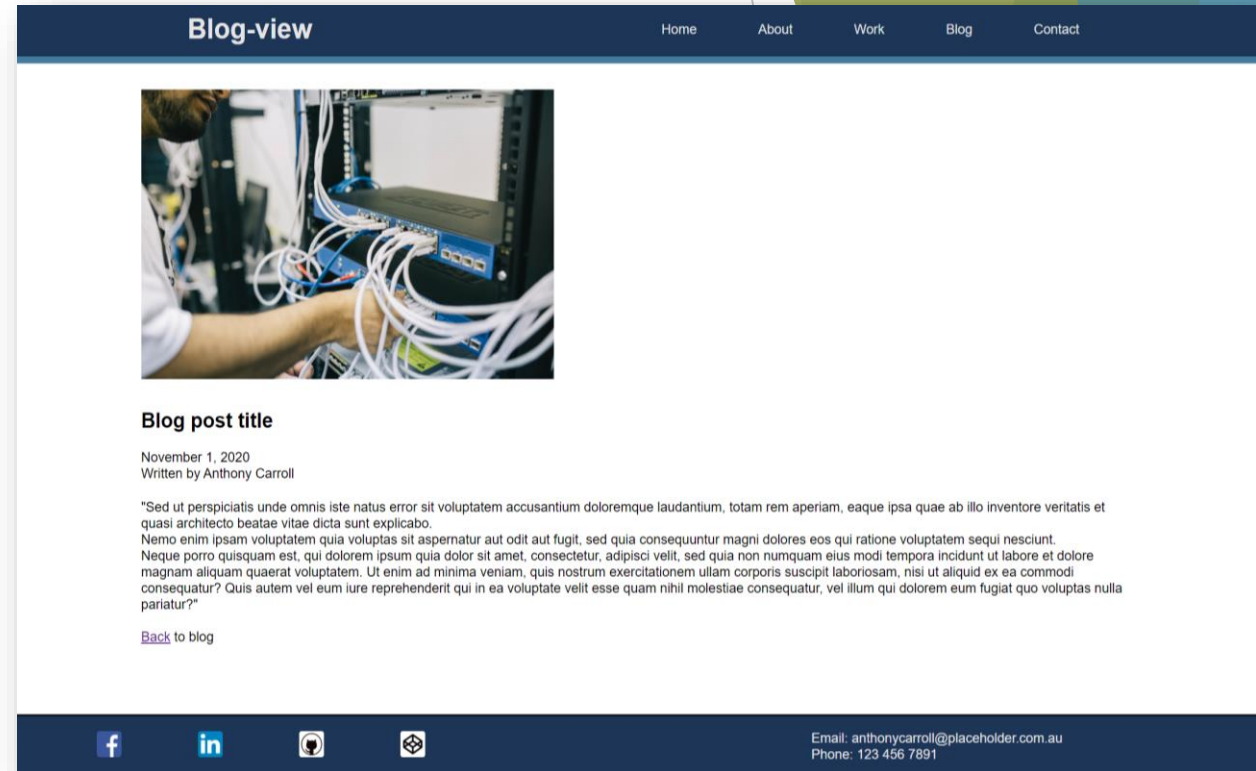 Blog-view
Home About Work Blog Contact
Blog post title
November 1, 2020
Written by Anthony Carroll
"Sed ut perspiciatis unde omnis iste natus error sit voluptatem accusantium doloremque laudantium, totam rem aperiam, eaque ipsa quae ab illo inventore veritatis et
quasi architecto beatae vitae dicta sunt explicabo.
Nemo enim ipsam voluptatem quia voluptas sit aspernatur aut odit aut fugit, sed quia consequuntur magni dolores eos qui ratione voluptatem sequi nesciunt.
Neque porro quisquam est, qui dolorem ipsum quia dolor sit amet, consectetur, adipisci velit, sed quia non numquam eius modi tempora incidunt ut labore et dolore
magnam aliquam quaerat voluptatem. Ut enim ad minima veniam, quis nostrum exercitationem ullam corporis suscipit laboriosam, nisi ut aliquid ex ea commodi
consequatur? Quis autem vel eum iure reprehenderit qui in ea voluptate velit esse quam nihil molestiae consequatur, vel illum qui dolorem eum fugiat quo voluptas nulla
pariatur?"
Back to blog
f in
Email: anthonycarroll@placeholder.com.au
Phone: 123 456 7891